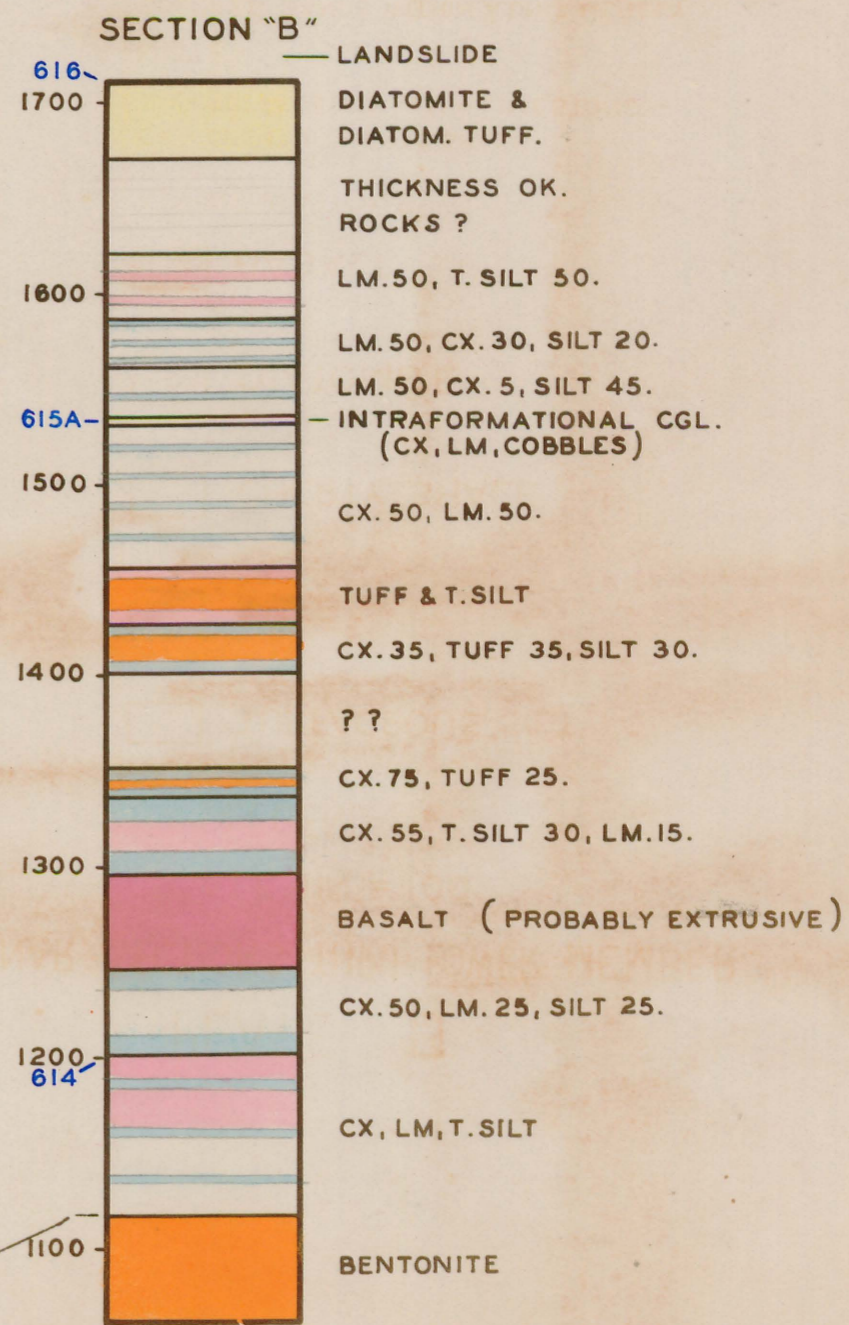 SECTION "B"
LANDSLIDE
616
1700
DIATOMITE &
DIATOM. TUFF.
THICKNESS OK.
ROCKS ?
1600
LM.50, T. SILT 50.
LM. 50, CX. 30, SILT 20.
LM. 50, CX. 5, SILT 45.
615A
INTRAFORMATIONAL CGL.
(CX, LM, COBBLES)
1500
CX. 50, LM. 50.
TUFF & T. SILT
CX. 35, TUFF 35, SILT 30.
1400
? ?
CX. 75, TUFF 25.
CX. 55, T. SILT 30, LM. 15.
1300
BASALT (PROBABLY EXTRUSIVE)
CX. 50, LM. 25, SILT 25.
1200
614
CX, LM, T. SILT
1100
BENTONITE